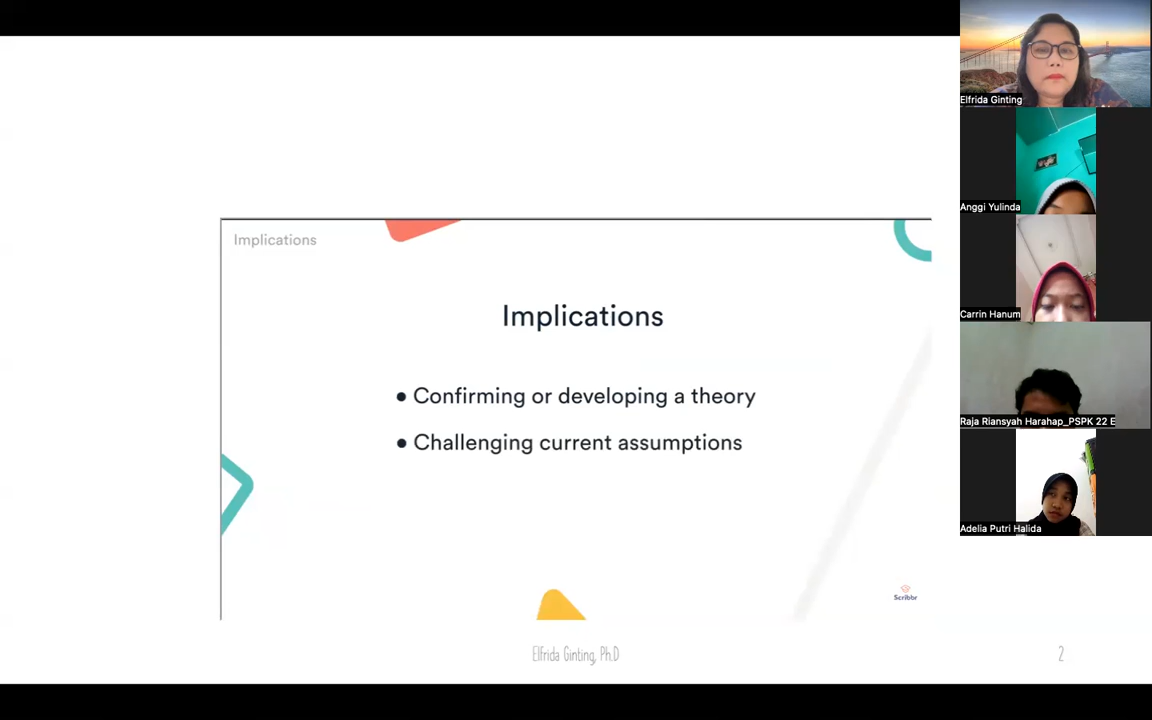 Implications
Implications
● Confirming or developing a theory
● Challenging current assumptions
Scribbr
Elfrida Ginting, Ph.D
2
Elfrida Ginting
Anggi Yulinda
Carrin Hanum
Raja Riansyah Harahap_PSPK 22 E
Adelia Putri Halida